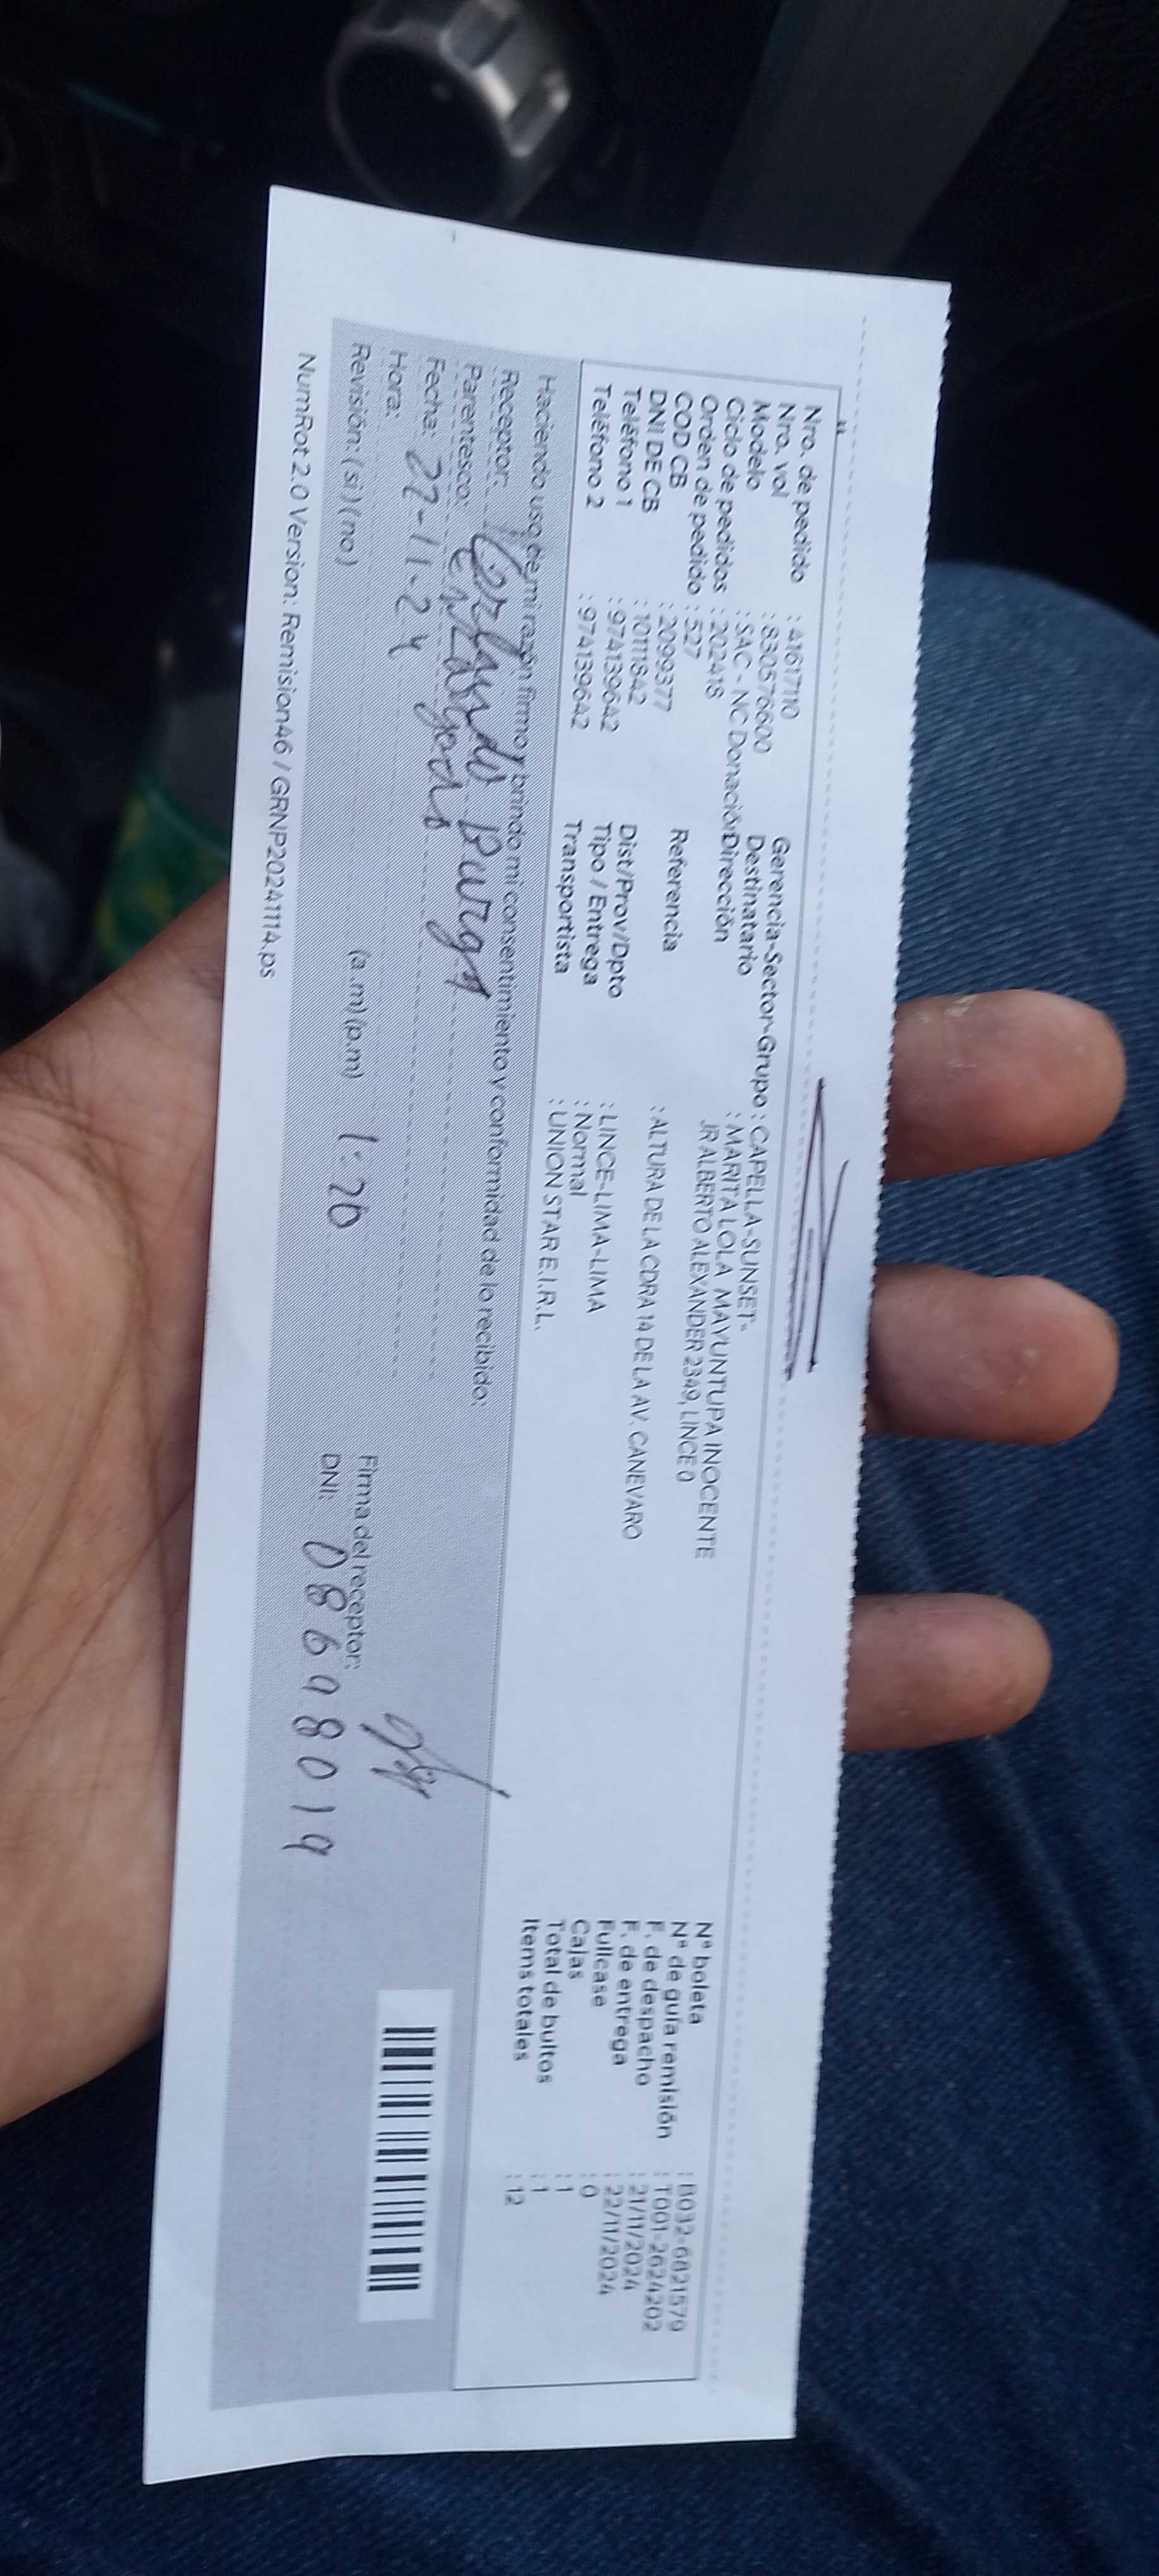 Nro. de pedido : 41617110
Nro. vol : 830576600
Modelo : SAC - NC Donación
Ciclo de pedidos : 202418
Orden de pedido : 527
COD CB : 2099377
DNI DE CB : 10111842
Teléfono 1 : 974139642
Teléfono 2 : 974139642
Gerencia-Sector-Grupo : CAPELLA-SUNSET-
Destinatario : MARITA LOLA MAYUNTUPA INOCENTE
Dirección JR ALBERTO ALEXANDER 2349, LINCE 0
Referencia : ALTURA DE LA CDRA 14 DE LA AV. CANEVARO
Dist/Prov/Dpto : LINCE-LIMA-LIMA
Tipo / Entrega : Normal
Transportista : UNION STAR E.I.R.L.
N° boleta : B032-6821579
N° de guía remisión : T001-2624202
F. de despacho : 21/11/2024
F. de entrega : 22/11/2024
Fullcase : 0
Cajas : 1
Total de bultos : 1
Items totales : 12
Haciendo uso de mi razón firmo y brindo mi consentimiento y conformidad de lo recibido:
Receptor: Orlando Purga
Parentesco:
Fecha: 22-11-24
Hora: (a.m) (p.m) 1:20
Revisión: (si) (no)
Firma del receptor:
DNI: 08698019
NumRot 2.0 Version: Remision46 / GRNP20241114.ps